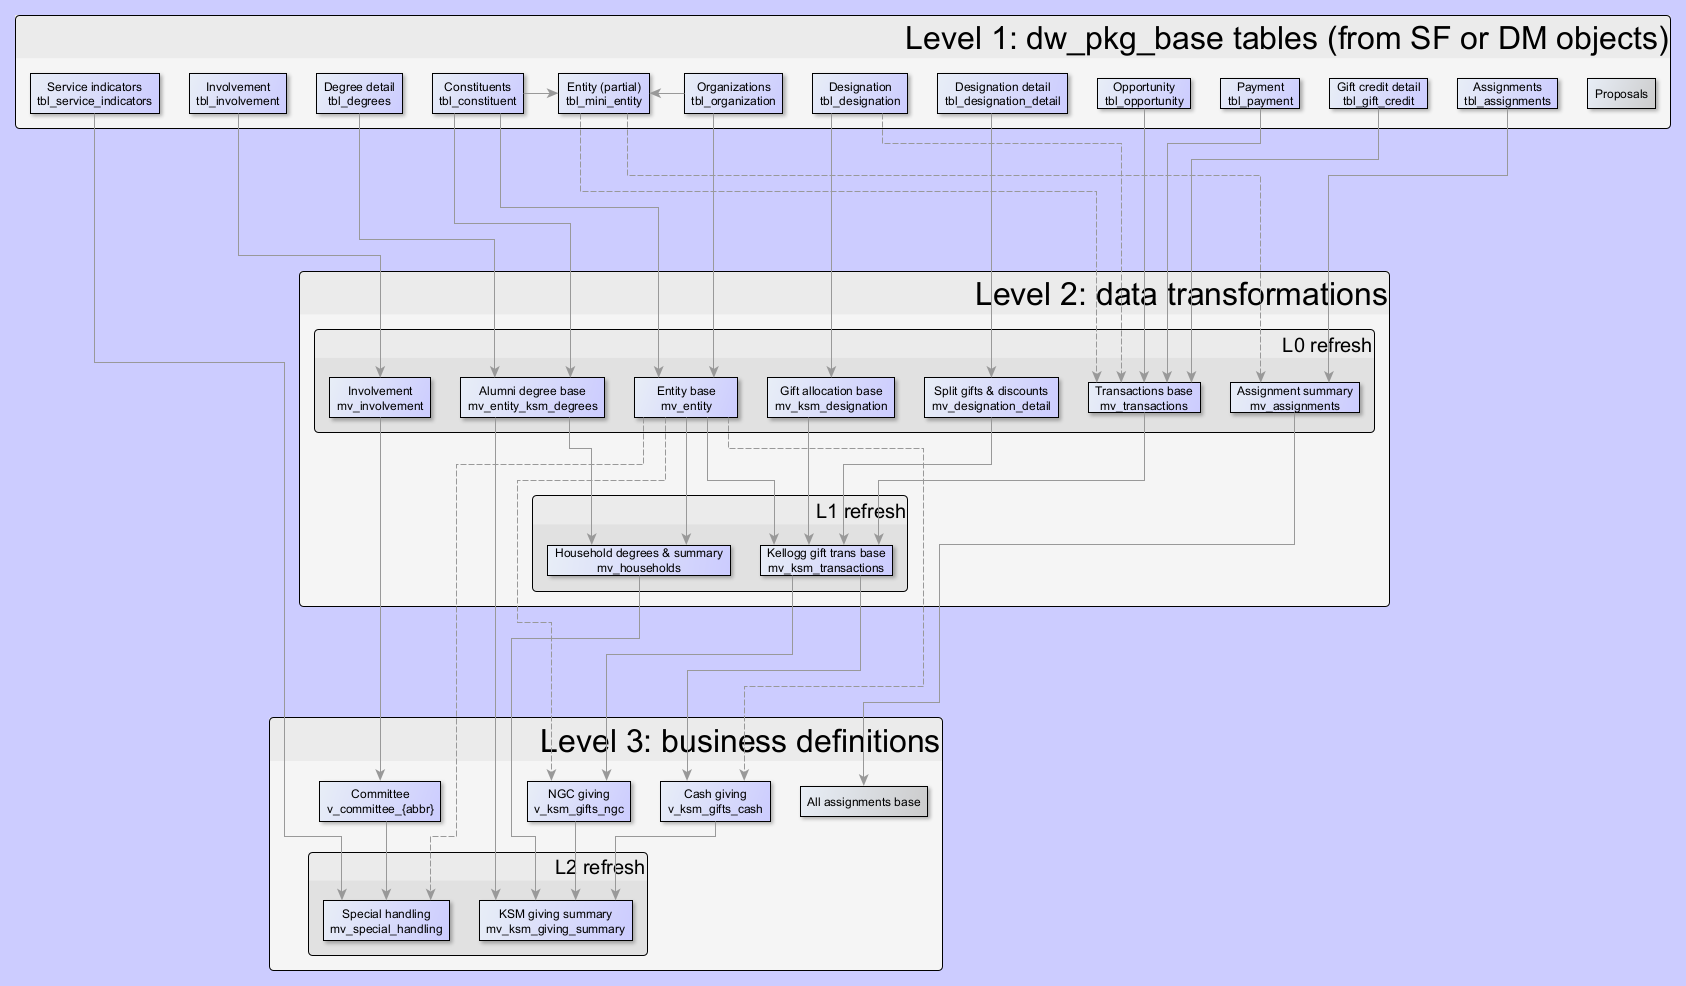 Level 1: dw_pkg_base tables (from SF or DM objects)
Service indicators
tbl_service_indicators
Involvement
tbl_involvement
Degree detail
tbl_degrees
Constituents
tbl_constituent
Entity (partial)
tbl_mini_entity
Organizations
tbl_organization
Designation
tbl_designation
Designation detail
tbl_designation_detail
Opportunity
tbl_opportunity
Payment
tbl_payment
Gift credit detail
tbl_gift_credit
Assignments
tbl_assignments
Proposals
Level 2: data transformations
L0 refresh
Involvement
mv_involvement
Alumni degree base
mv_entity_ksm_degrees
Entity base
mv_entity
Gift allocation base
mv_ksm_designation
Split gifts & discounts
mv_designation_detail
Transactions base
mv_transactions
Assignment summary
mv_assignments
L1 refresh
Household degrees & summary
mv_households
Kellogg gift trans base
mv_ksm_transactions
Level 3: business definitions
Committee
v_committee_{abbr}
NGC giving
v_ksm_gifts_ngc
Cash giving
v_ksm_gifts_cash
All assignments base
L2 refresh
Special handling
mv_special_handling
KSM giving summary
mv_ksm_giving_summary